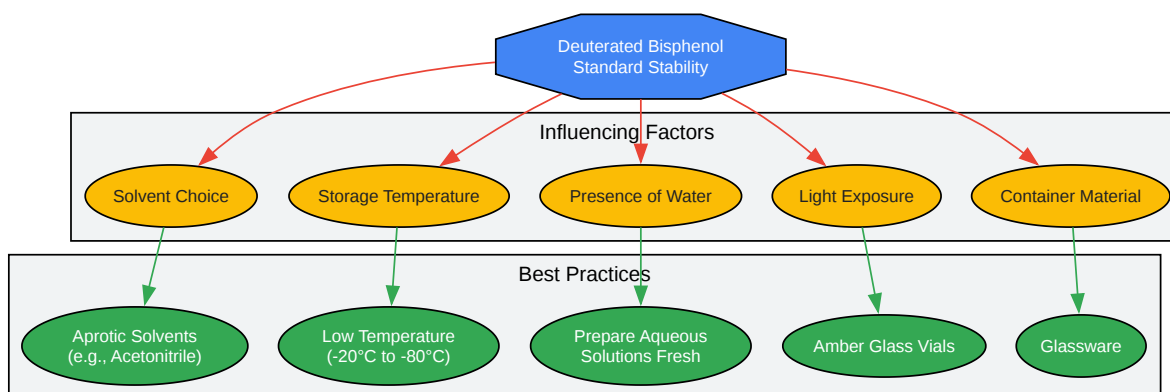 Deuterated Bisphenol
Standard Stability
Influencing Factors
Solvent Choice
Storage Temperature
Presence of Water
Light Exposure
Container Material
Best Practices
Aprotic Solvents
(e.g., Acetonitrile)
Low Temperature
(-20°C to -80°C)
Prepare Aqueous
Solutions Fresh
Amber Glass Vials
Glassware